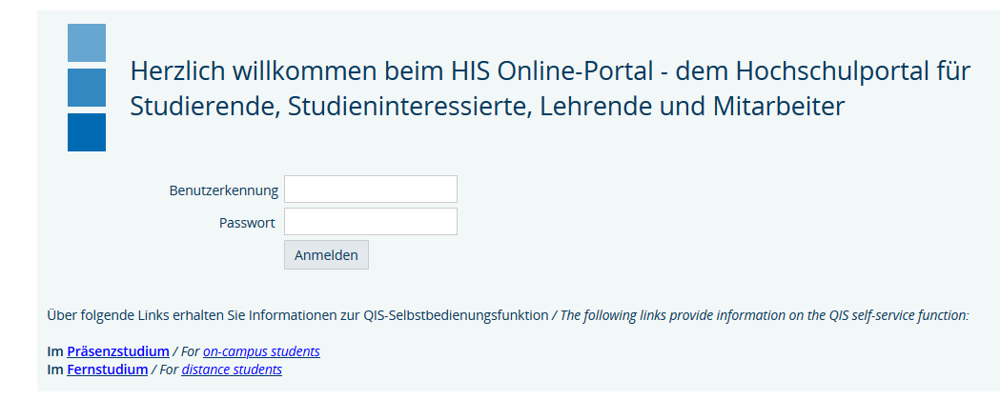 Herzlich willkommen beim HIS Online-Portal - dem Hochschulportal für
Studierende, Studieninteressierte, Lehrende und Mitarbeiter
Benutzerkennung
Passwort
Anmelden
Über folgende Links erhalten Sie Informationen zur QIS-Selbstbedienungsfunktion / The following links provide information on the QIS self-service function:
Im Präsenzstudium / For on-campus students
Im Fernstudium / For distance students